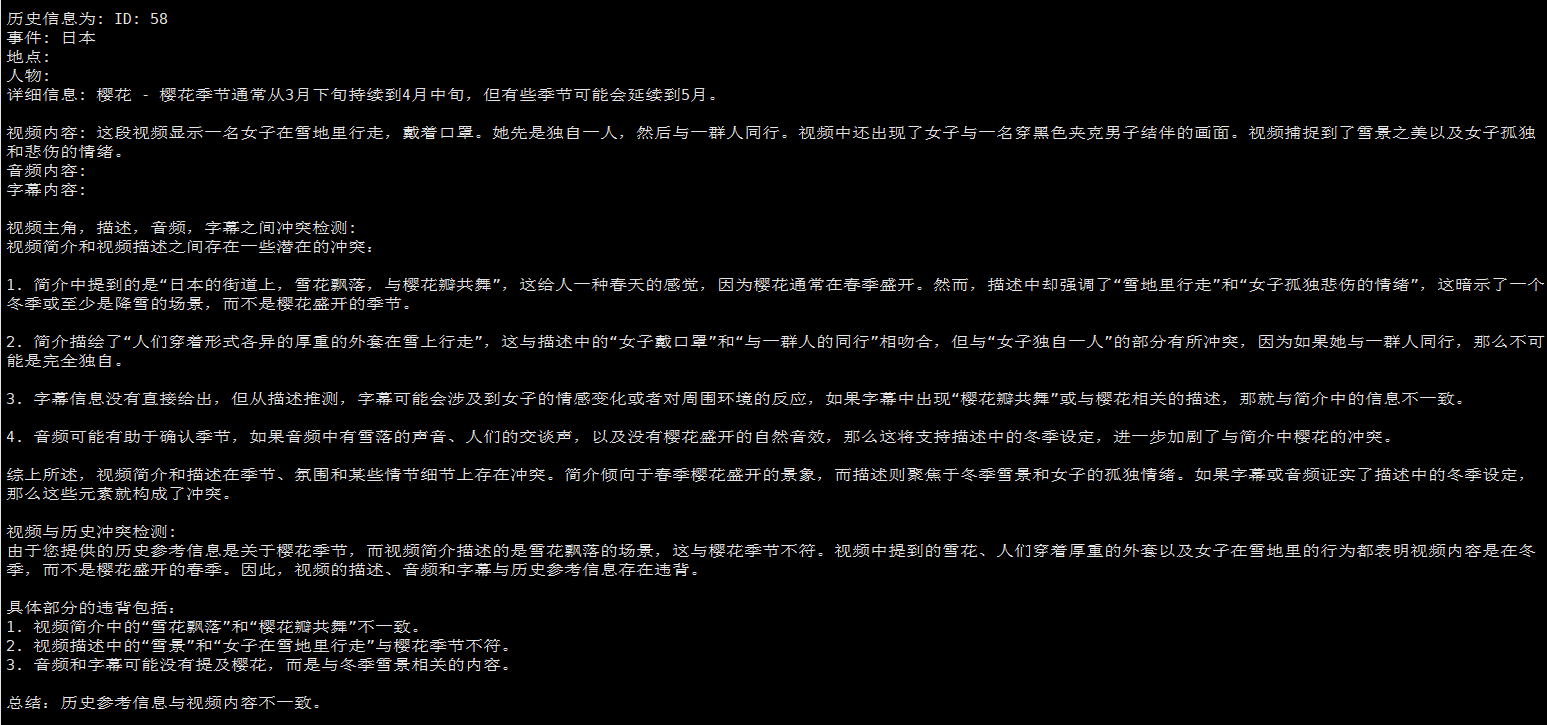 历史信息为: ID: 58
事件: 日本
地点:
人物:
详细信息: 樱花 - 樱花季节通常从3月下旬持续到4月中旬，但有些季节可能会延续到5月。
视频内容: 这段视频显示一名女子在雪地里行走，戴着口罩。她先是独自一人，然后与一群人同行。视频中还出现了女子与一名穿黑色夹克男子结伴的画面。视频捕捉到了雪景之美以及女子孤独
和悲伤的情绪。
音频内容:
字幕内容:
视频主角，描述，音频，字幕之间冲突检测:
视频简介和视频描述之间存在一些潜在的冲突：
1. 简介中提到的是“日本的街道上，雪花飘落，与樱花瓣共舞”，这给人一种春天的感觉，因为樱花通常在春季盛开。然而，描述中却强调了“雪地里行走”和“女子孤独悲伤的情绪”，这暗示了一个
冬季或至少是降雪的场景，而不是樱花盛开的季节。
2. 简介描绘了“人们穿着形式各异的厚重的外套在雪上行走”，这与描述中的“女子戴口罩”和“与一群人的同行”相吻合，但与“女子独自一人”的部分有所冲突，因为如果她与一群人同行，那么不可
能是完全独自。
3. 字幕信息没有直接给出，但从描述推测，字幕可能会涉及到女子的情感变化或者对周围环境的反应，如果字幕中出现“樱花瓣共舞”或与樱花相关的描述，那就与简介中的信息不一致。
4. 音频可能有助于确认季节，如果音频中有雪落的声音、人们的交谈声，以及没有樱花盛开的自然音效，那么这将支持描述中的冬季设定，进一步加剧了与简介中樱花的冲突。
综上所述，视频简介和描述在季节、氛围和某些情节细节上存在冲突。简介倾向于春季樱花盛开的景象，而描述则聚焦于冬季雪景和女子的孤独情绪。如果字幕或音频证实了描述中的冬季设定，
那么这些元素就构成了冲突。
视频与历史冲突检测:
由于您提供的历史参考信息是关于樱花季节，而视频简介描述的是雪花飘落的场景，这与樱花季节不符。视频中提到的雪花、人们穿着厚重的外套以及女子在雪地里的行为都表明视频内容是在冬
季，而不是樱花盛开的春季。因此，视频的描述、音频和字幕与历史参考信息存在违背。
具体部分的违背包括：
1. 视频简介中的“雪花飘落”和“樱花瓣共舞”不一致。
2. 视频描述中的“雪景”和“女子在雪地里行走”与樱花季节不符。
3. 音频和字幕可能没有提及樱花，而是与冬季雪景相关的内容。
总结：历史参考信息与视频内容不一致。